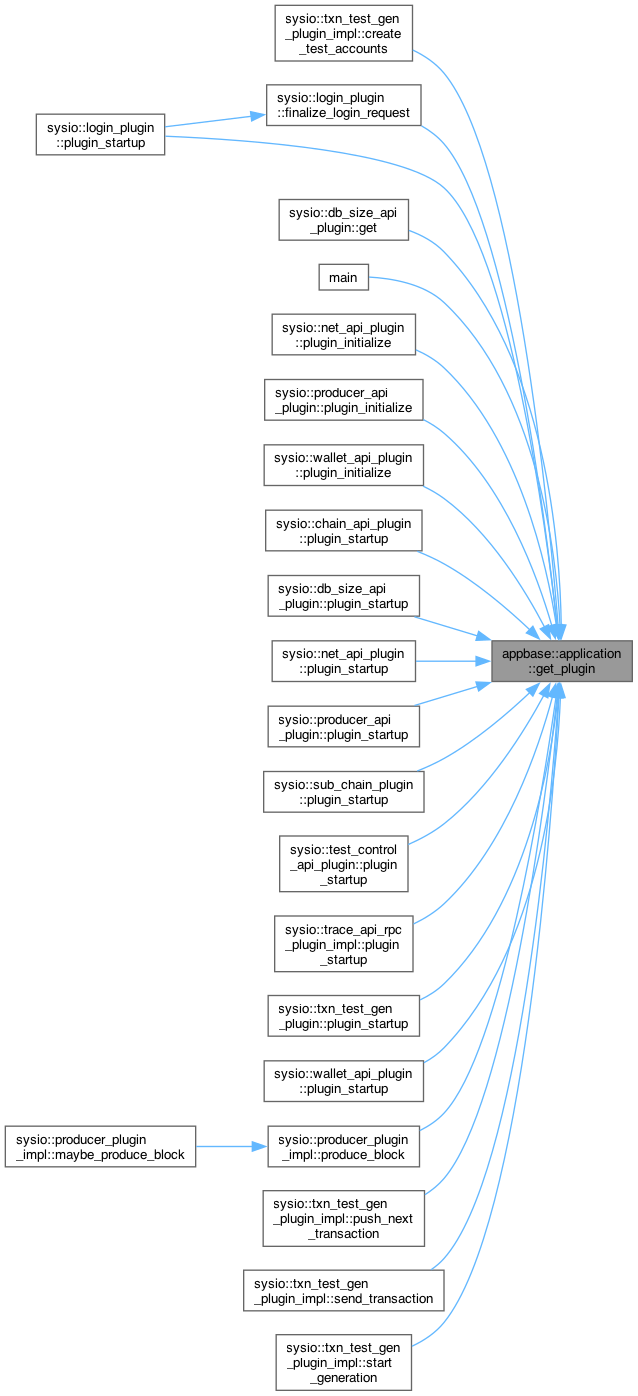 sysio::txn_test_gen
_plugin_impl::create
_test_accounts
sysio::login_plugin
::finalize_login_request
sysio::login_plugin
::plugin_startup
sysio::db_size_api
_plugin::get
main
sysio::net_api_plugin
::plugin_initialize
sysio::producer_api
_plugin::plugin_initialize
sysio::wallet_api_plugin
::plugin_initialize
sysio::chain_api_plugin
::plugin_startup
sysio::db_size_api
_plugin::plugin_startup
sysio::net_api_plugin
::plugin_startup
appbase::application
::get_plugin
sysio::producer_api
_plugin::plugin_startup
sysio::sub_chain_plugin
::plugin_startup
sysio::test_control
_api_plugin::plugin
_startup
sysio::trace_api_rpc
_plugin_impl::plugin
_startup
sysio::txn_test_gen
_plugin::plugin_startup
sysio::wallet_api_plugin
::plugin_startup
sysio::producer_plugin
_impl::maybe_produce_block
sysio::producer_plugin
_impl::produce_block
sysio::txn_test_gen
_plugin_impl::push_next
_transaction
sysio::txn_test_gen
_plugin_impl::send_transaction
sysio::txn_test_gen
_plugin_impl::start
_generation